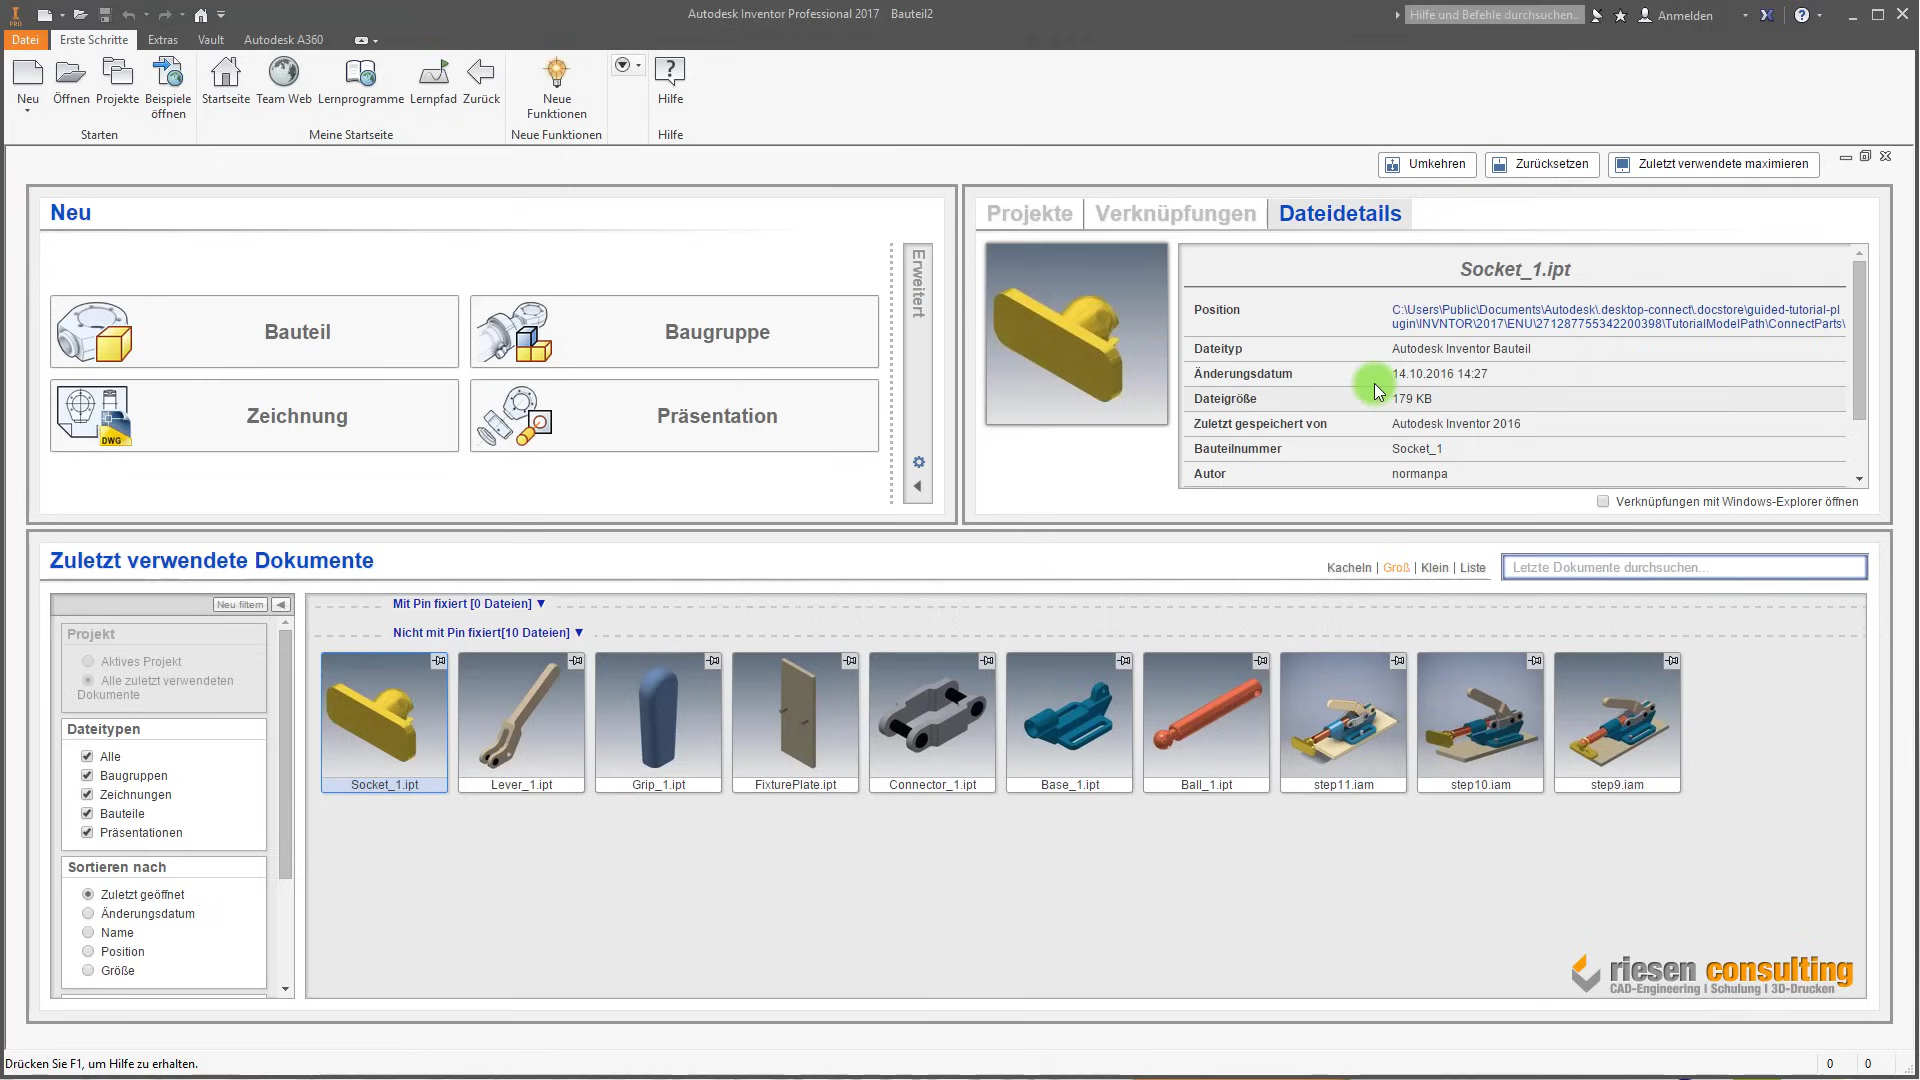 Autodesk Inventor Professional 2017 Bauteil2
Hilfe und Befehle durchsuchen...
Anmelden
PRO
Datei Erste Schritte Extras Vault Autodesk A360
Neu Öffnen Projekte Beispiele öffnen Startseite Team Web Lernprogramme Lernpfad Zurück Neue Funktionen Hilfe
Starten Meine Startseite Neue Funktionen Hilfe
Umkehren Zurücksetzen Zuletzt verwendete maximieren
Neu
Bauteil
Baugruppe
Zeichnung
DWG
Präsentation
Erweitert
Projekte Verknüpfungen Dateidetails
Socket_1.ipt
Position C:\Users\Public\Documents\Autodesk\.desktop-connect\.docstore\guided-tutorial-pl
ugin\INVNTOR\2017\ENU\271287755342200398\TutorialModelPath\ConnectParts\
Dateityp Autodesk Inventor Bauteil
Änderungsdatum 14.10.2016 14:27
Dateigröße 179 KB
Zuletzt gespeichert von Autodesk Inventor 2016
Bauteilnummer Socket_1
Autor normanpa
Verknüpfungen mit Windows-Explorer öffnen
Zuletzt verwendete Dokumente
Kacheln | Groß | Klein | Liste
Letzte Dokumente durchsuchen...
Neu filtern
Projekt
Aktives Projekt
Alle zuletzt verwendeten
Dokumente
Dateitypen
Alle
Baugruppen
Zeichnungen
Bauteile
Präsentationen
Sortieren nach
Zuletzt geöffnet
Änderungsdatum
Name
Position
Größe
Mit Pin fixiert [0 Dateien]
Nicht mit Pin fixiert[10 Dateien]
Socket_1.ipt Lever_1.ipt Grip_1.ipt FixturePlate.ipt Connector_1.ipt Base_1.ipt Ball_1.ipt step11.iam step10.iam step9.iam
riesen consulting
CAD-Engineering I Schulung I 3D-Drucken
Drücken Sie F1, um Hilfe zu erhalten.
0 0